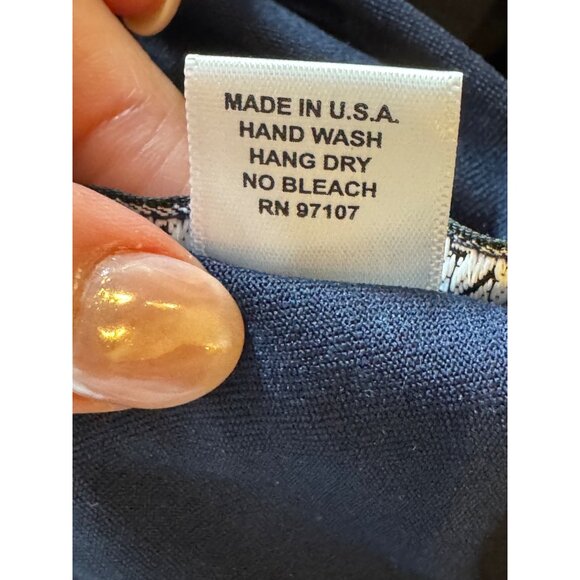 MADE IN U.S.A.
HAND WASH
HANG DRY
NO BLEACH
RN 97107